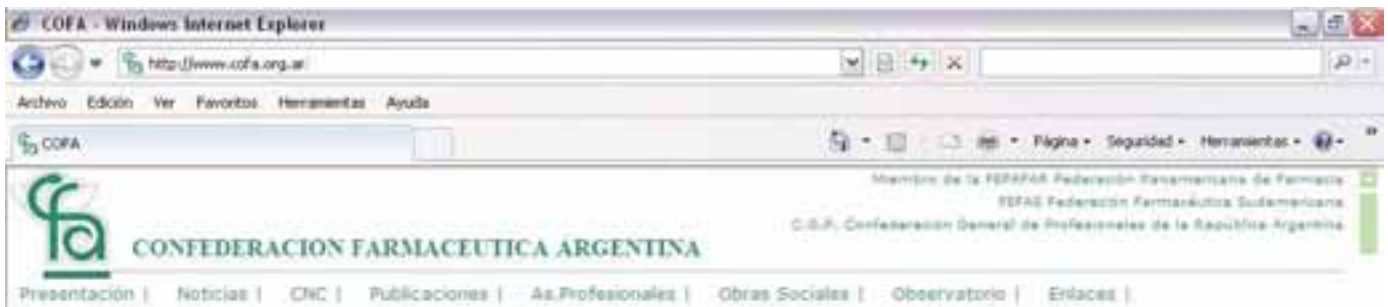 COFA - Windows Internet Explorer
http://www.cofa.org.ar
Archivo Edición Ver Favoritos Herramientas Ayuda
COFA
Página Seguridad Herramientas
Miembro de la FEPAFAR Federación Panamericana de Farmacia
FEFAS Federación Farmacéutica Sudamericana
C.G.P. Confederación General de Profesionales de la República Argentina
cfa
CONFEDERACION FARMACEUTICA ARGENTINA
Presentación | Noticias | CNC | Publicaciones | As.Profesionales | Obras Sociales | Observatorio | Enlaces |